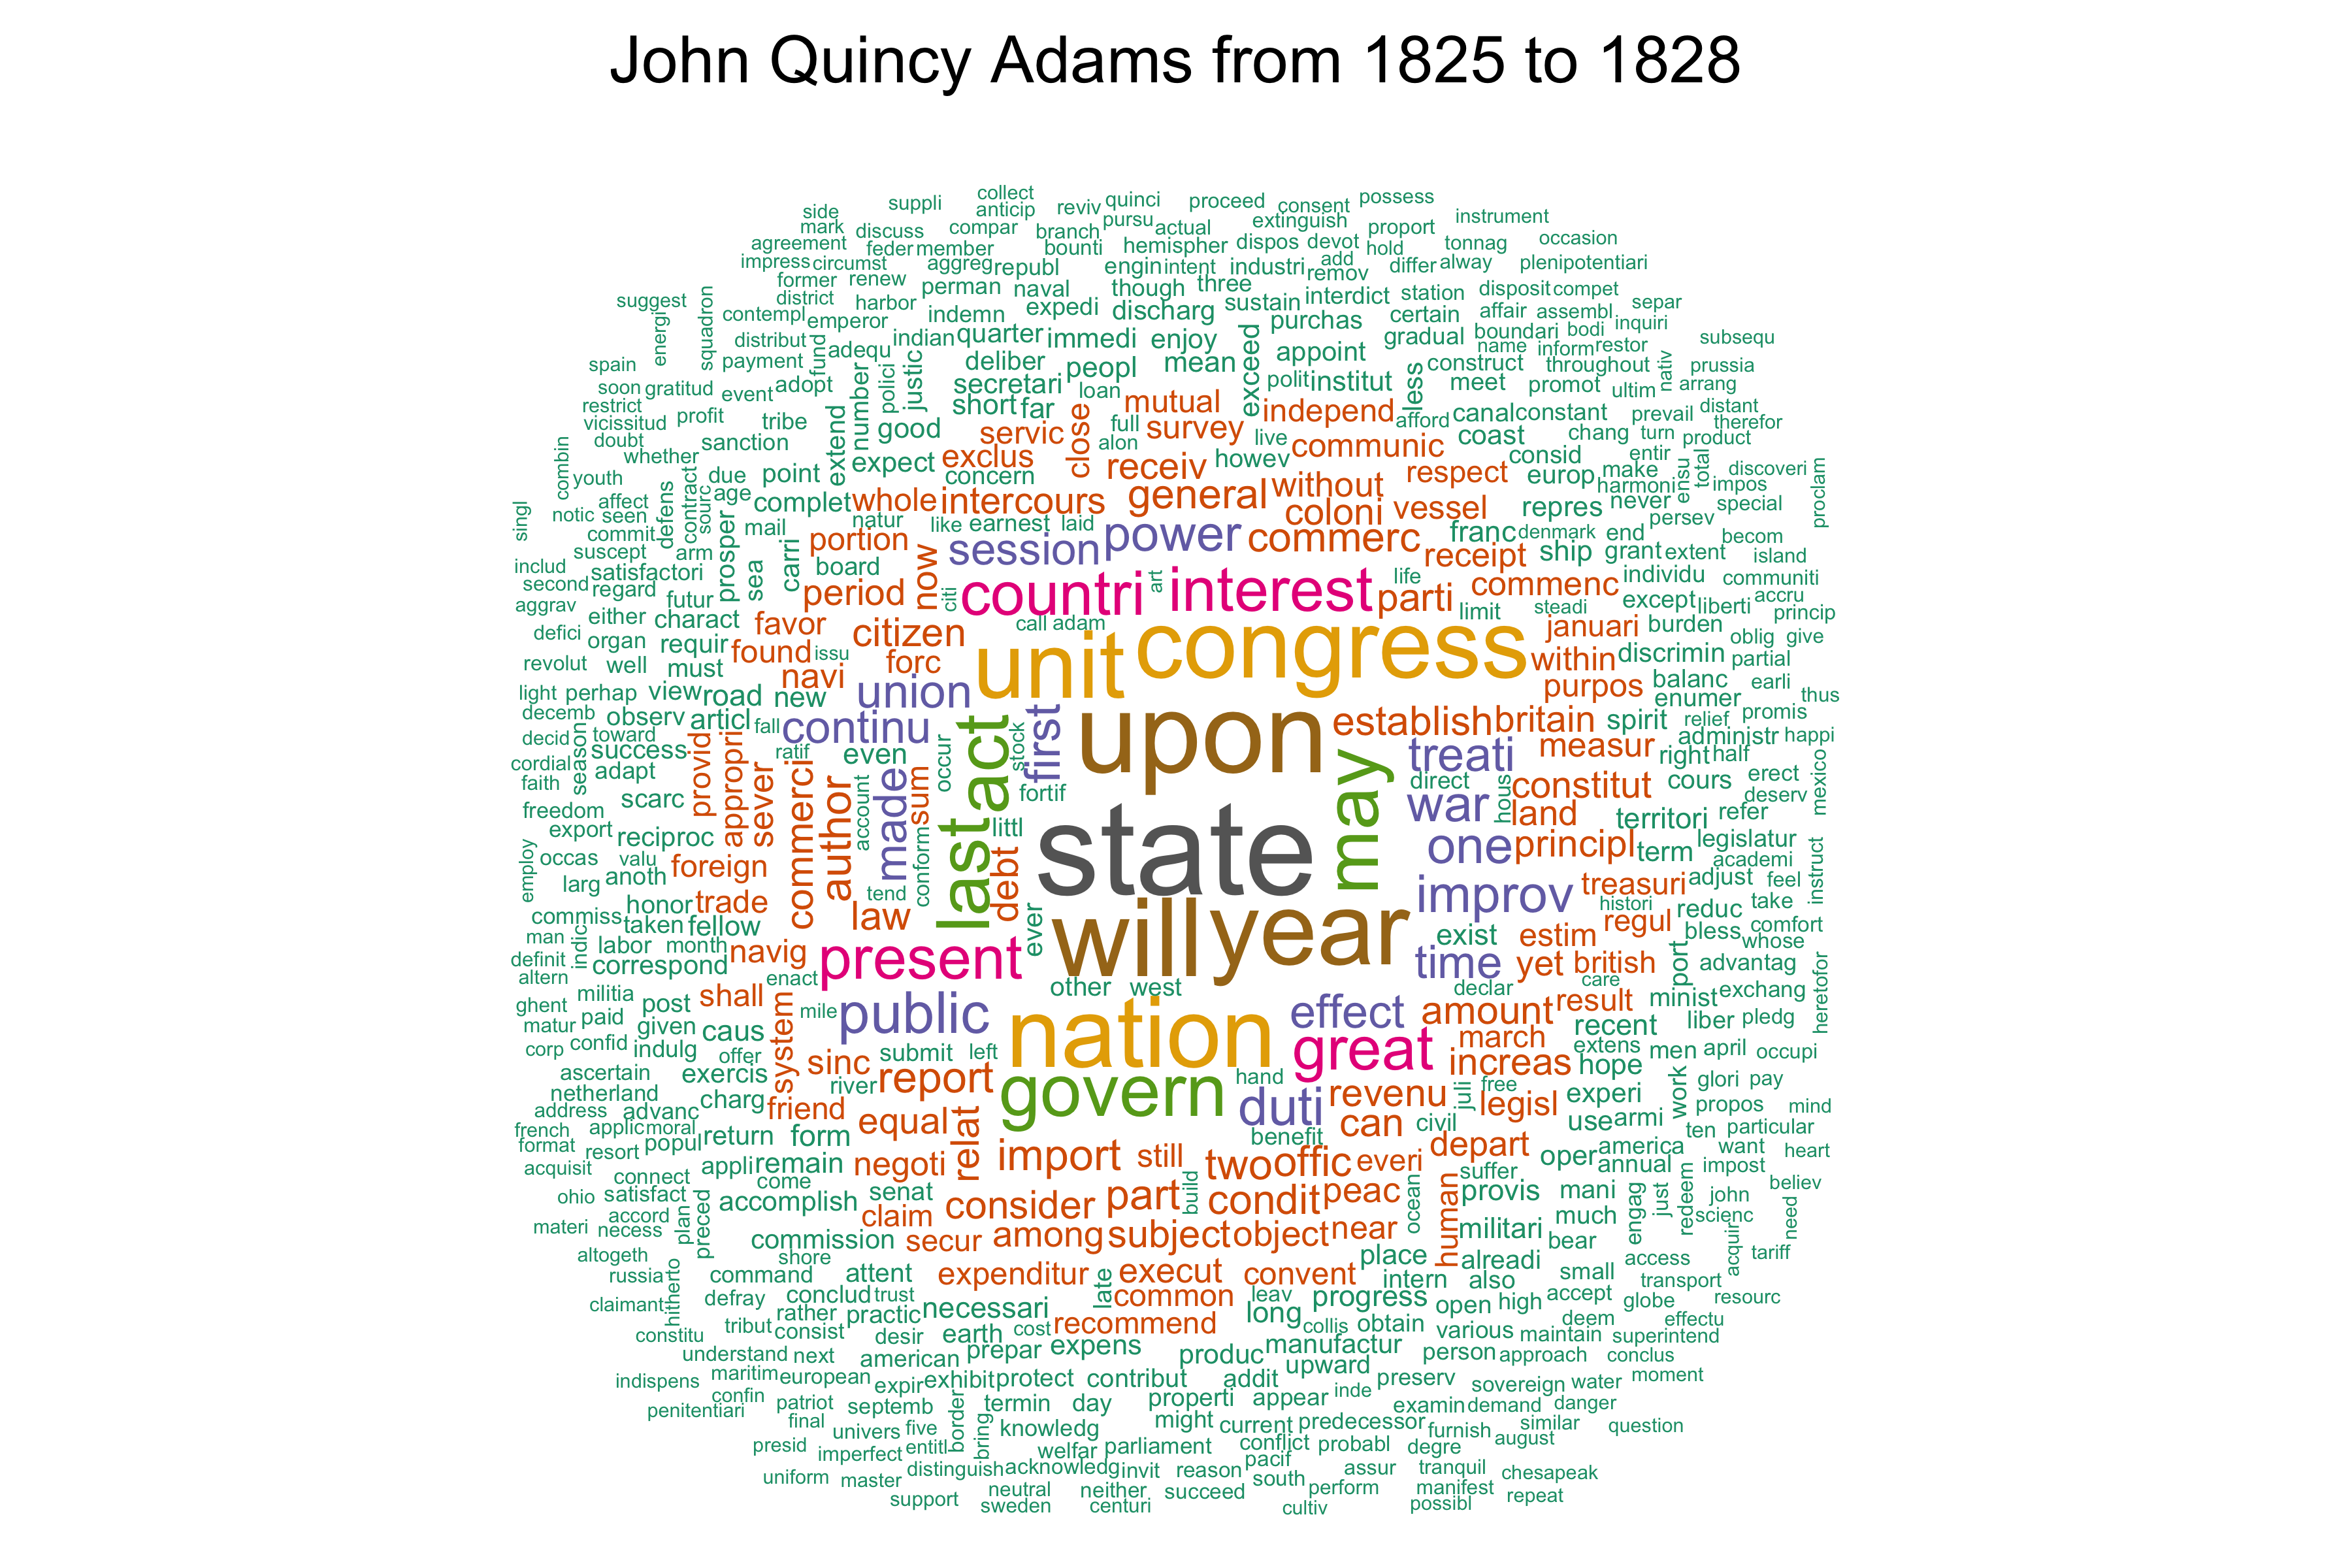 John Quincy Adams from 1825 to 1828
collect
suppli anticip reviv quinci proceed consent possess
side mark discuss compar branch pursu actual extinguish proport instrument
agreement feder member bounti hemispher dispos devot hold tonnag occasion
impress circumst aggreg republ engin intent industri add remov differ alway plenipotentiari
former renew perman naval though three interdict station disposit compet
suggest district harbor indemn expedi discharg sustain purchas certain affair assembl separ
energi squadron contempl emperor indian quarter immedi enjoy exceed gradual boundari bodi inquiri subsequ
distribut fund adequ deliber peopl mean appoint name inform restor nativ
spain payment number polici justic secretari loan polit institut less construct throughout prussia
soon gratitud event adopt short far mutual independ meet promot ultim arrang
restrict vicissitud profit tribe extend good servic close full survey live afford canal constant prevail distant therefor
doubt sanction exclus alon communic coast chang turn product
combin whether expect concern receiv howev respect consid europ make entir ensu total discoveri
youth due point complet whole intercours general without harmoni impos proclam
singl affect defens contract sourc age coloni vessel repres never special
notic seen commit prosper mail natur like earnest laid power commerc franc denmark end persev
suscept arm carri portion session receipt ship grant extent becom island
includ satisfactori sea board now citi countri art interest life commenc individu communiti
second regard futur period parti limit steadi except liberti accru
aggrav either charact favor citizen call adam januari burden princip
defici organ requir found issu forc unit congress within discrimin oblig give
revolut well must navi partial
light perhap view road new union purpos balanc enumer earli thus
decemb observ articl fall continu last act stock first upon establish britain spirit relief promis
decid toward success provid appropri ratif even occur treati measur administr happi
cordial season adapt sever commerci made sum fortif may direct right half
faith scarc author account hous constitut cours erect deserv mexico
freedom war land territori refer
export reciproc conform littl state one principl term legislatur
employ occas valu foreign debt academi
larg anoth tend improv treasuri adjust feel instruct
honor trade law ever will year histori reduc take
commiss taken fellow exist estim regul bless comfort
man indic labor month navig whose
definit correspond present time yet british port advantag
altern enact other west declar care
ghent militia post shall system mile public nation effect amount result minist exchang heretofor
matur paid given caus great march recent liber pledg
corp confid indulg offer sinc submit left increas extens men april occupi
ascertain exercis river report govern hand hope
netherland charg friend duti revenu juli free experi work glori pay
address advanc equal relat can civil legisl use armi propos mind
french applic moral return form benefit ten particular
format resort popul import still two offic everi depart america want heart
acquisit connect appli remain negoti suffer oper annual impost
ohio satisfact come accomplish senat consider part build condit peac ocean human provis mani engag just redeem john believ
accord plan preced claim much scienc need
materi necess commission secur among subject object near militari bear acquir
altogeth shore place alreadi access tariff
russia hitherto command attent expenditur execut convent intern also small transport
claimant defray conclud trust late common leav progress open high accept globe resourc
rather practic necessari long deem effectu
constitu tribut consist desir earth cost recommend collis obtain various maintain superintend
understand next american prepar expens produc manufactur person approach conclus
indispens maritim european expir exhibit protect contribut addit upward preserv sovereign water moment
confin patriot septemb border termin day properti appear inde examin demand danger
penitentiari final univers five bring knowledg might current predecessor furnish similar question
presid imperfect entitl welfar parliament conflict probabl degre august
uniform master distinguish acknowledg invit reason pacif south assur tranquil chesapeak
support neutral sweden neither centuri succeed cultiv perform manifest possibl repeat